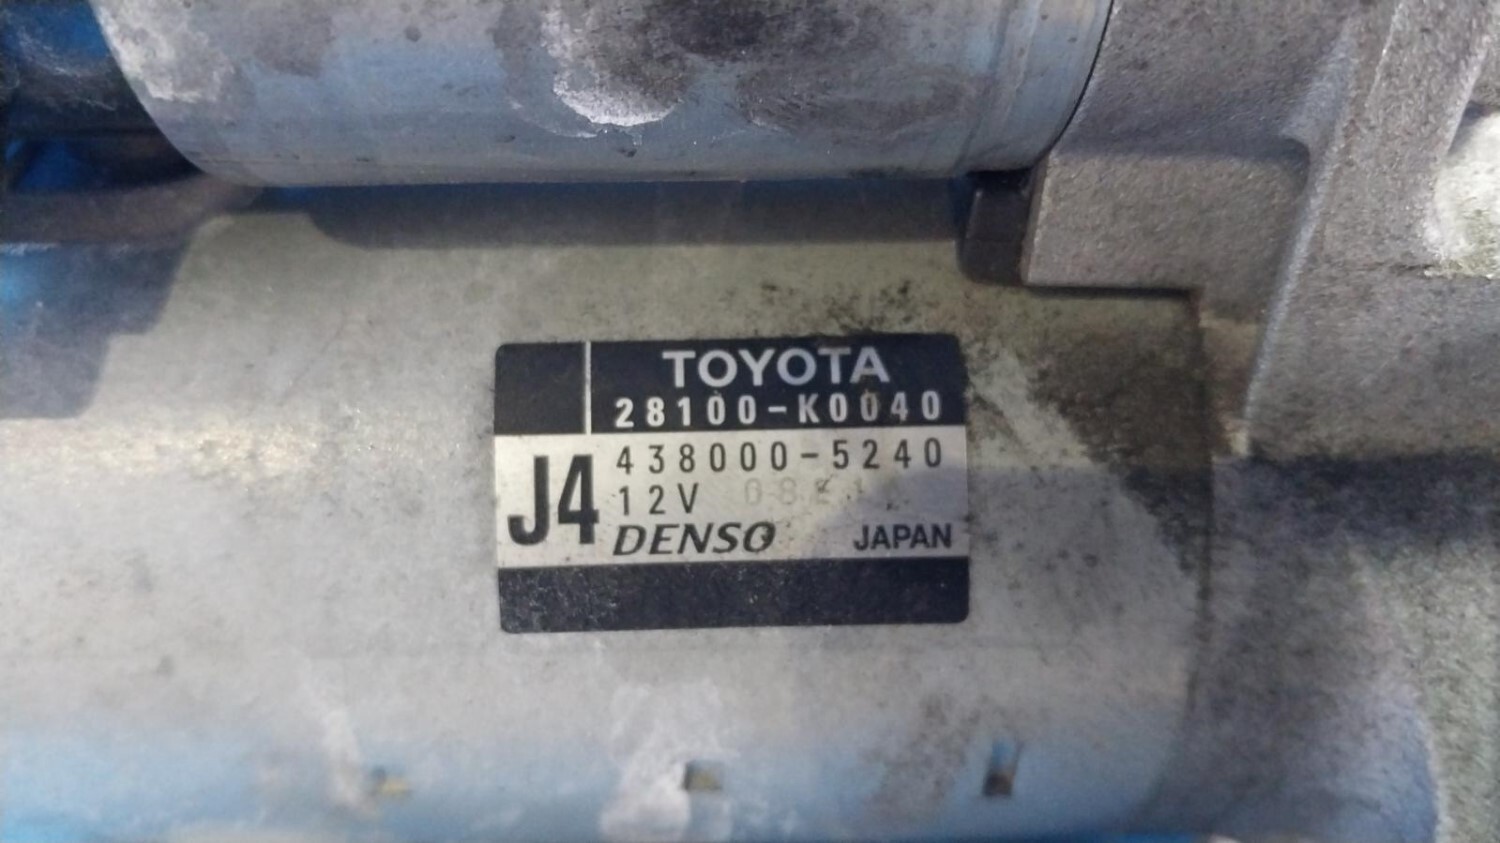 TOYOTA
28100-K0040
J4
438000-5240
12V
DENSO JAPAN